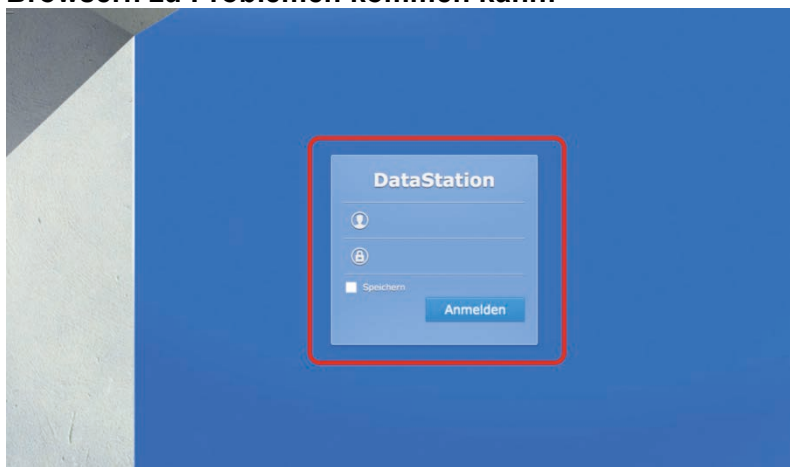 Browsern zu Problemen kommen kann.
DataStation
Speichern
Anmelden